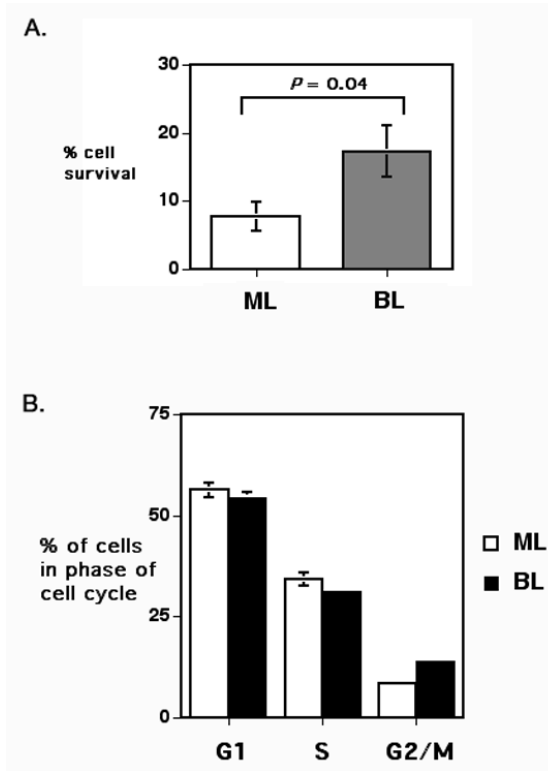 A.
30
P = 0.04
20
% cell
survival
10
0
ML
BL
B.
75
50
% of cells
in phase of
cell cycle
ML
BL
25
0
G1
S
G2/M